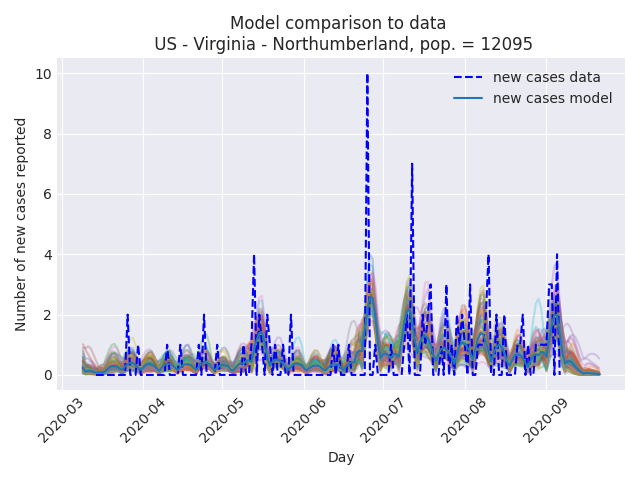 Model comparison to data
US - Virginia - Northumberland, pop. = 12095
new cases data
new cases model
Number of new cases reported
10
8
6
4
2
0
2020-03
2020-04
2020-05
2020-06
2020-07
2020-08
2020-09
Day